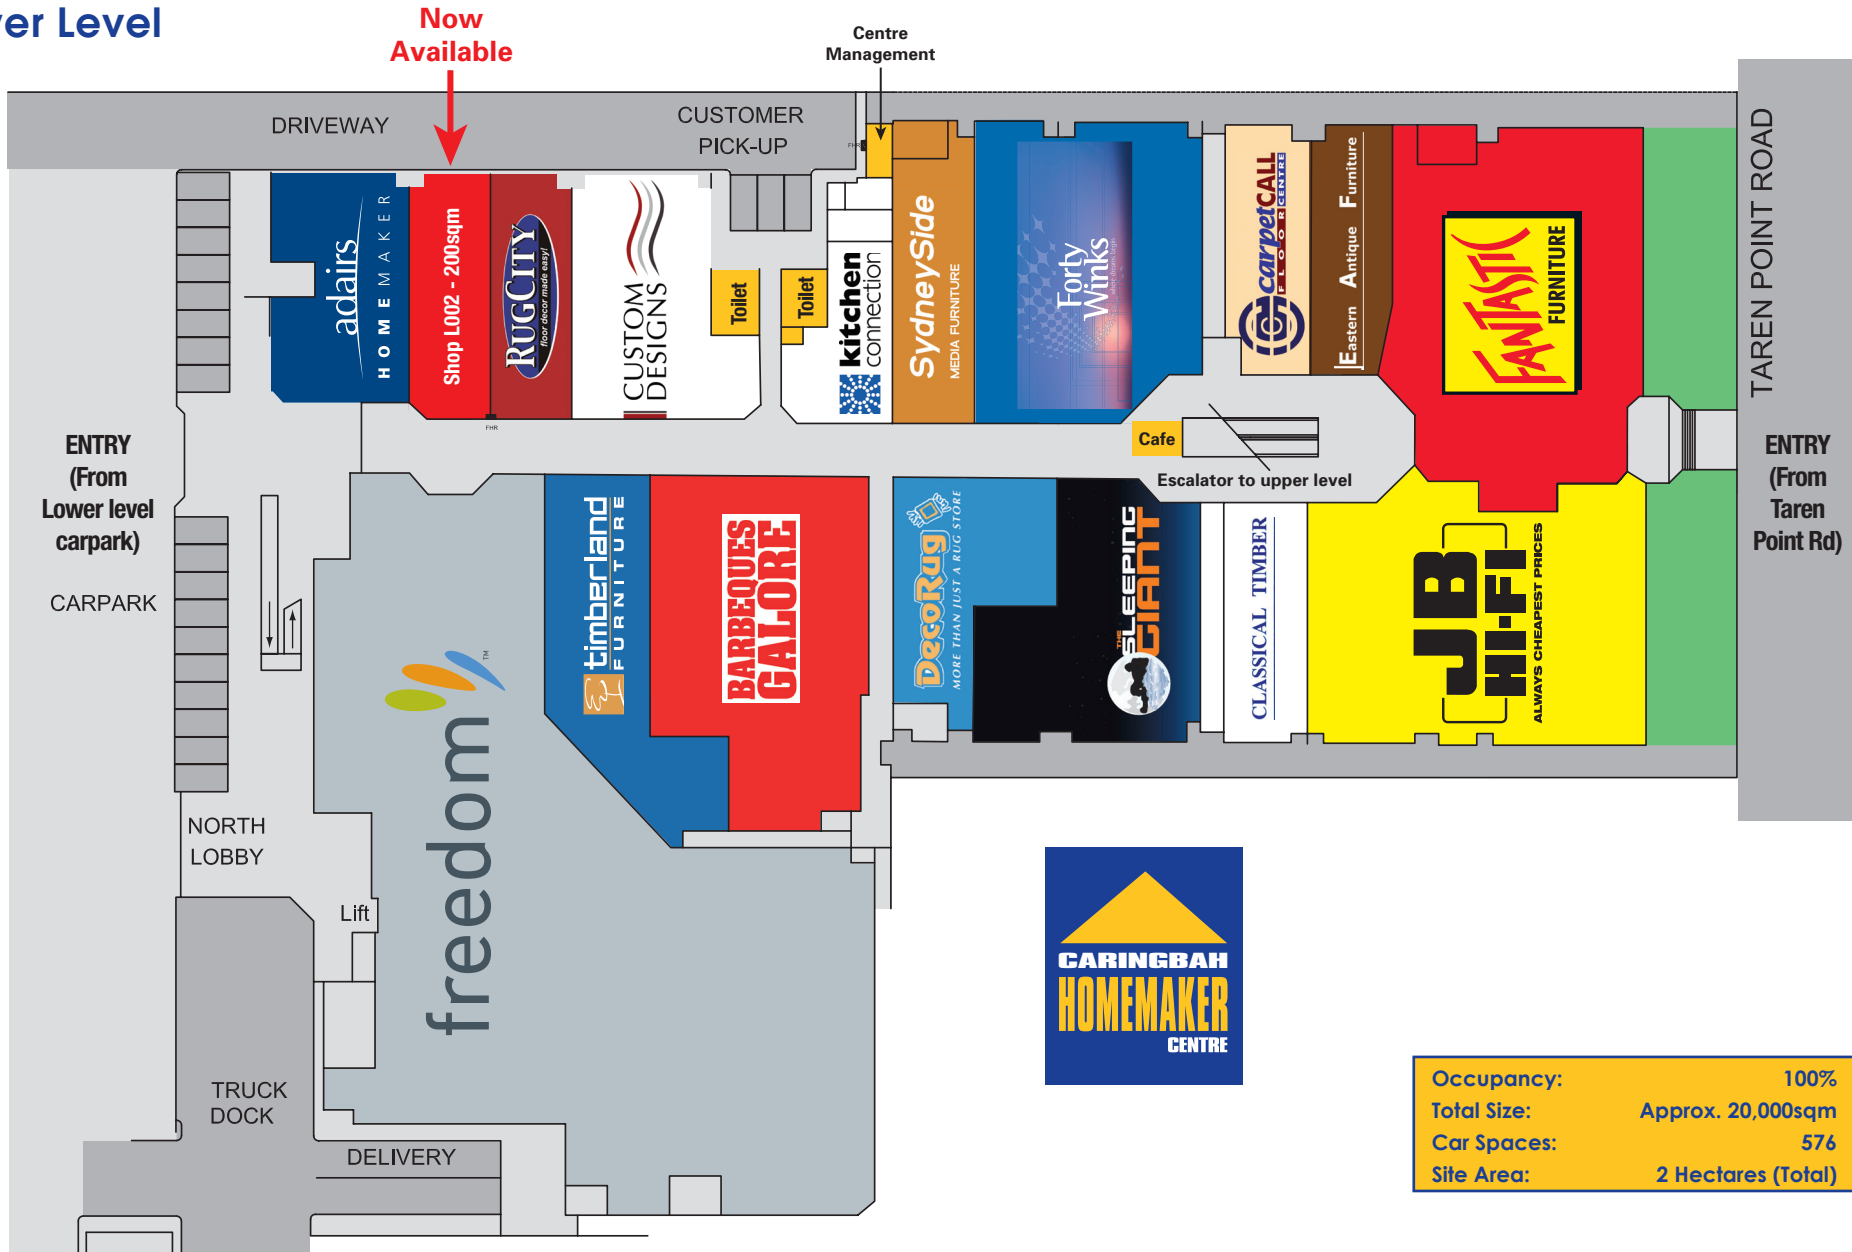 er Level
Now
Available
Centre
Management
DRIVEWAY
CUSTOMER
PICK-UP
FHR
TAREN POINT ROAD
adairs
HOMEMAKER
Shop L002 - 200sqm
RUGCITY
floor decor made easy!
CUSTOM
DESIGNS
Toilet
Toilet
kitchen
connection
SydneySide
MEDIA FURNITURE
Forty
Winks
carpetCALL
FLOORCENTRE
Eastern Antique Furniture
FANTASTIC
FURNITURE
FHR
Cafe
Escalator to upper level
ENTRY
(From
Lower level
carpark)
CARPARK
ENTRY
(From
Taren
Point Rd)
timberland
FURNITURE
BARBEQUES
GALORE
DecoRug
MORE THAN JUST A RUG STORE
THE
SLEEPING
GIANT
CLASSICAL TIMBER
JB
HI-FI
ALWAYS CHEAPEST PRICES
freedom
TM
NORTH
LOBBY
Lift
TRUCK
DOCK
DELIVERY
CARINGBAH
HOMEMAKER
CENTRE
Occupancy: 100%
Total Size: Approx. 20,000sqm
Car Spaces: 576
Site Area: 2 Hectares (Total)